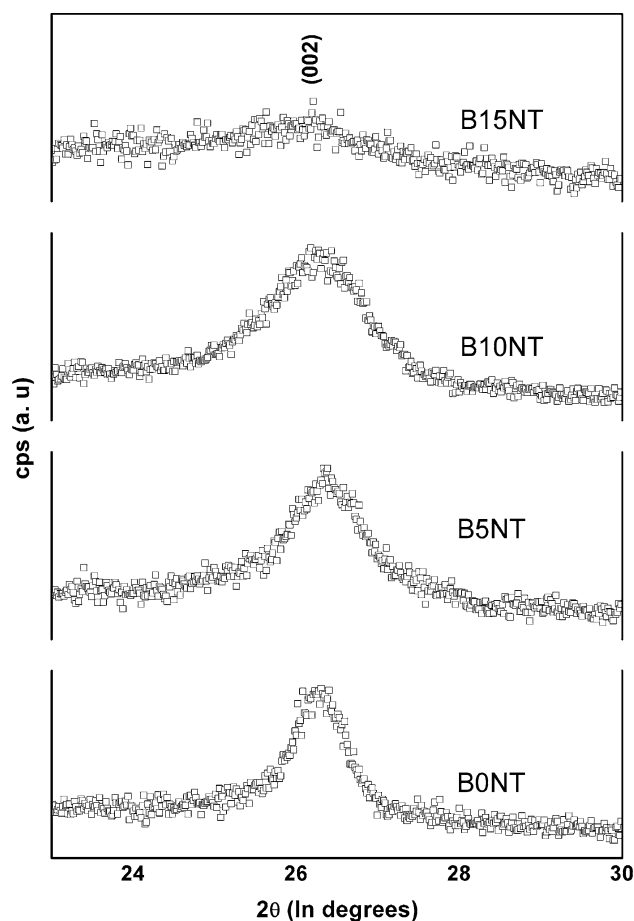 (002)
B15NT
B10NT
cps (a. u)
B5NT
B0NT
24 26 28 30
2θ (In degrees)